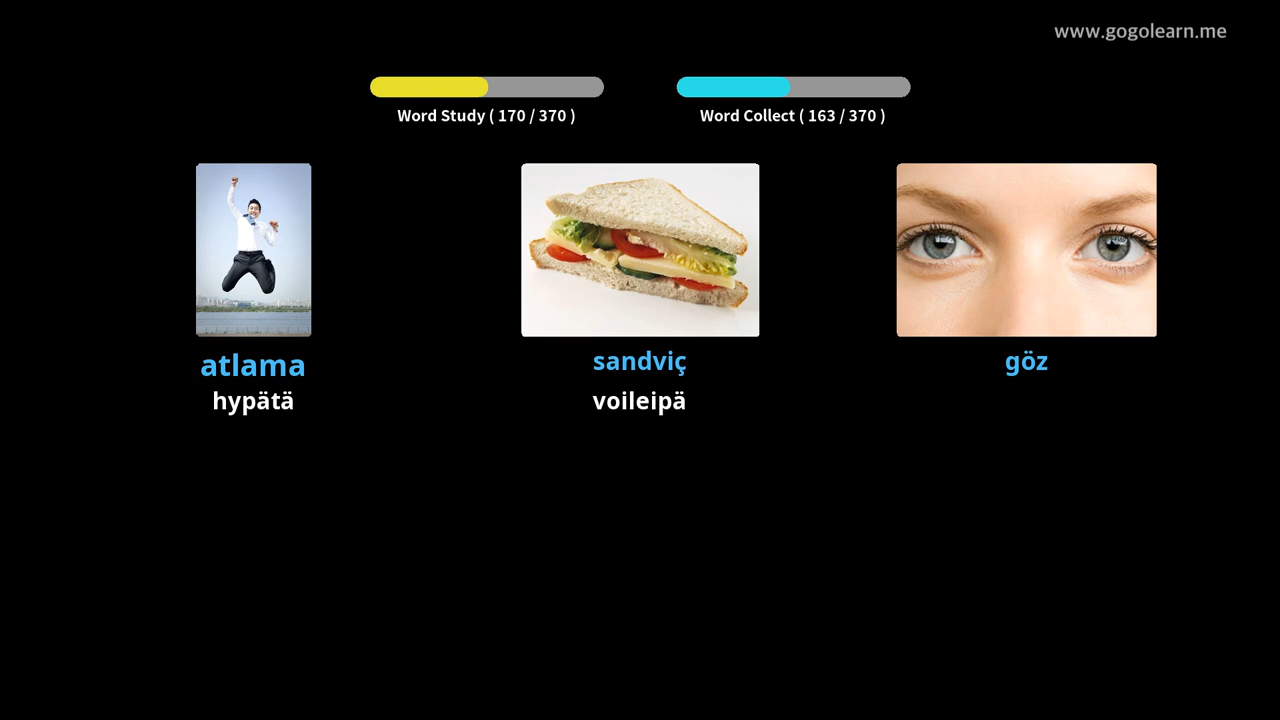 www.gogolearn.me
Word Study ( 170 / 370 )
Word Collect ( 163 / 370 )
atlama
hypätä
sandviç
voileipä
göz